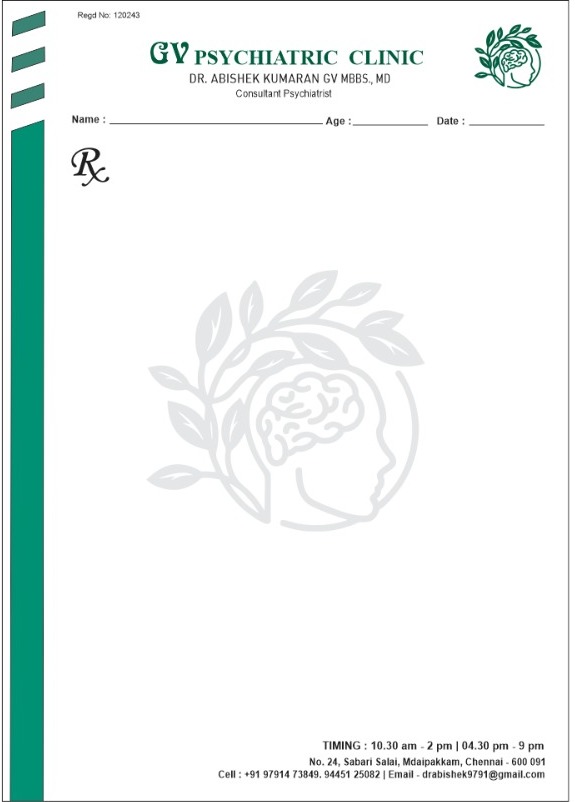 Regd No: 120243
GV PSYCHIATRIC CLINIC
DR. ABISHEK KUMARAN GV MBBS., MD
Consultant Psychiatrist
Name : Age : Date :
Rx
TIMING : 10.30 am - 2 pm | 04.30 pm - 9 pm
No. 24, Sabari Salai, Mdaipakkam, Chennai - 600 091
Cell : +91 97914 73849. 94451 25082 | Email - drabishek9791@gmail.com